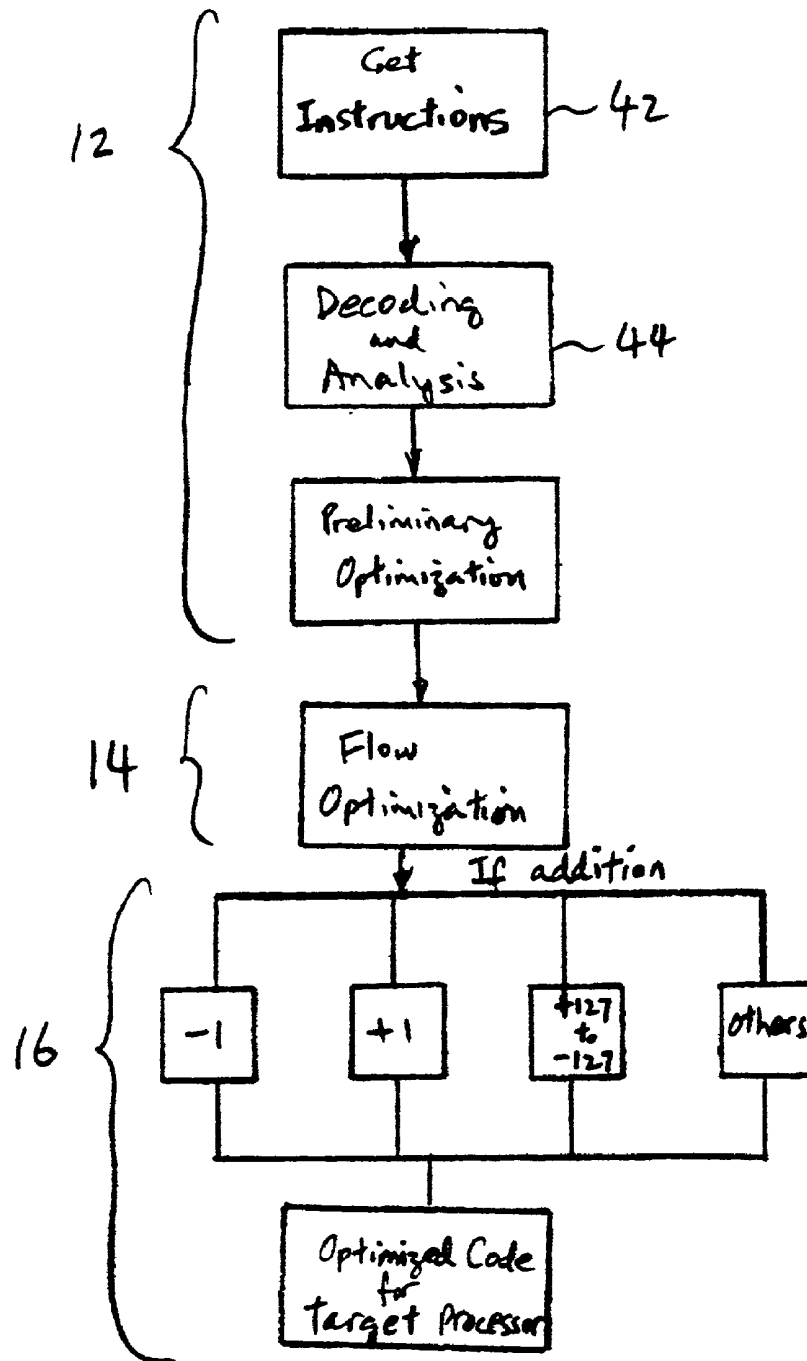 12
Get
Instructions
42
Decoding
and
Analysis
44
Preliminary
Optimization
14
Flow
Optimization
If addition
16
-1
+1
+127
to
-127
others
Optimized Code
for
Target Processor